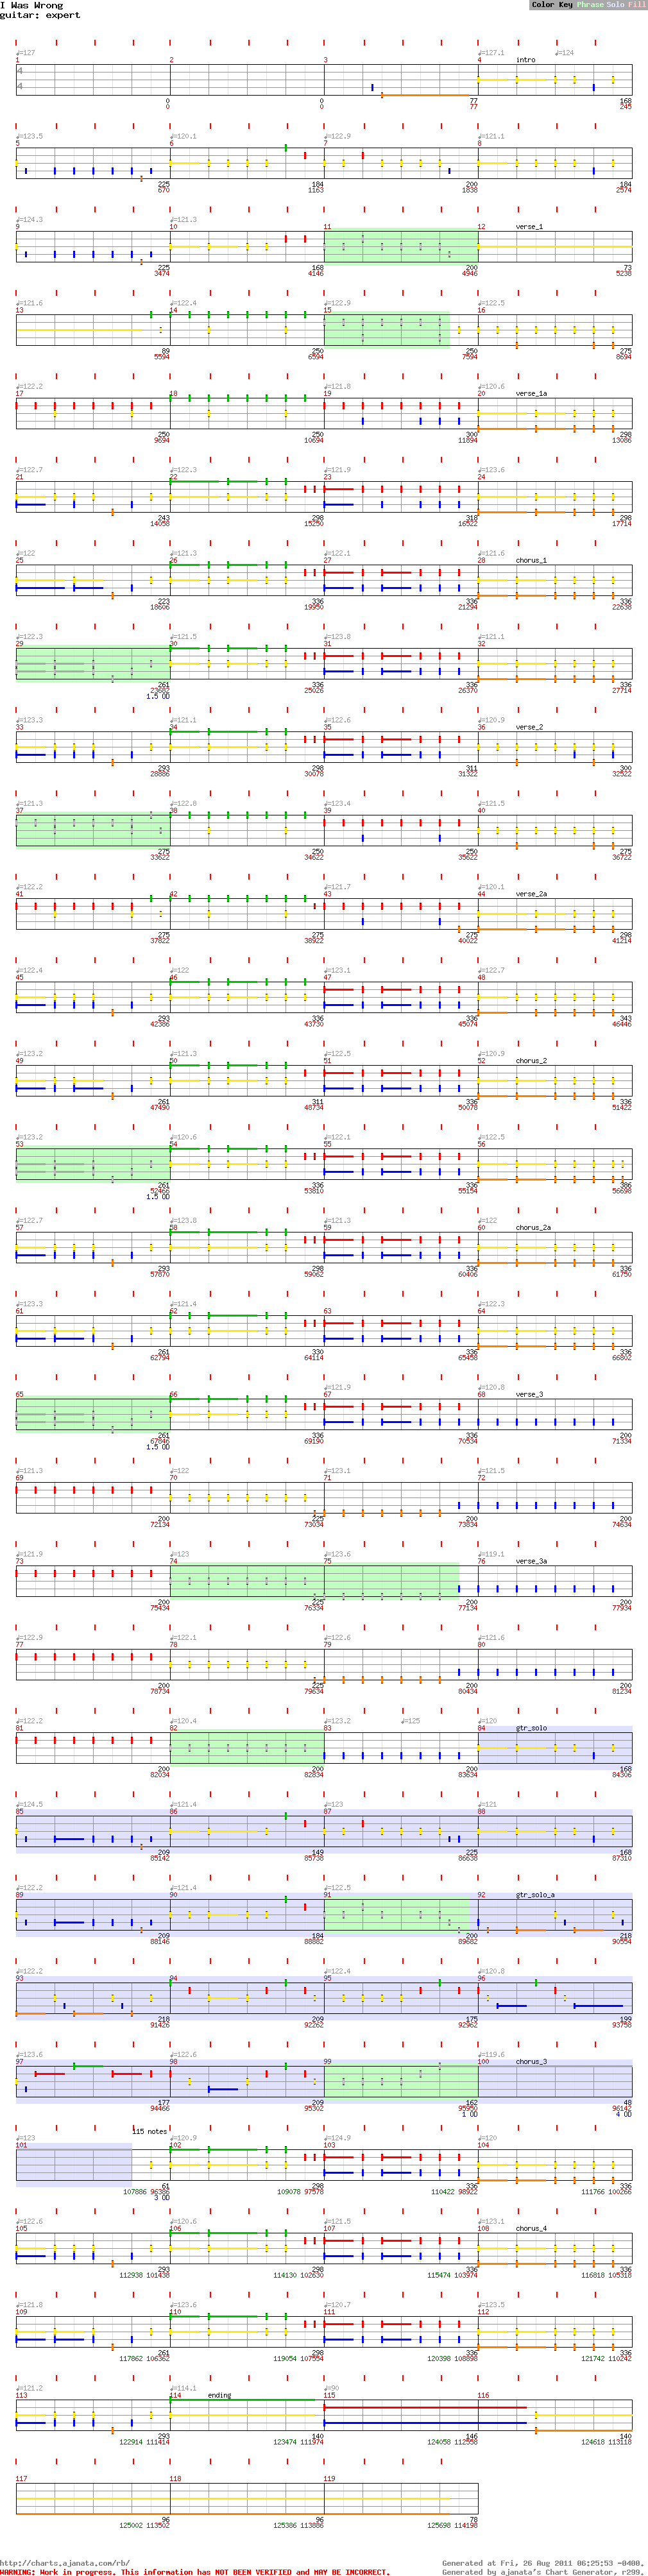 I Was Wrong
Color Key Phrase Solo Fill
guitar: expert
♩=127 ♩=127.1 ♩=124
1 2 3 4 intro
4
4
0 0 77 168
0 0 77 245
♩=123.5 ♩=120.1 ♩=122.9 ♩=121.1
5 6 7 8
225 184 200 184
670 1163 1838 2574
♩=124.3 ♩=121.3
9 10 11 12 verse_1
225 168 200 73
3474 4146 4946 5238
♩=121.6 ♩=122.4 ♩=122.9 ♩=122.5
13 14 15 16
89 250 250 275
5594 6594 7594 8694
♩=122.2 ♩=121.8 ♩=120.6
17 18 19 20 verse_1a
250 250 300 298
9694 10694 11894 13086
♩=122.7 ♩=122.3 ♩=121.9 ♩=123.6
21 22 23 24
243 298 318 298
14058 15250 16522 17714
♩=122 ♩=121.3 ♩=122.1 ♩=121.6
25 26 27 28 chorus_1
223 336 336 336
18606 19950 21294 22638
♩=122.3 ♩=121.5 ♩=123.8 ♩=121.1
29 30 31 32
261 336 336 336
23682 25026 26370 27714
1.5 OD
♩=123.3 ♩=121.1 ♩=122.6 ♩=120.9
33 34 35 36 verse_2
293 298 311 300
28886 30078 31322 32522
♩=121.3 ♩=122.8 ♩=123.4 ♩=121.5
37 38 39 40
275 250 250 275
33622 34622 35622 36722
♩=122.2 ♩=121.7 ♩=120.1
41 42 43 44 verse_2a
275 275 275 298
37822 38922 40022 41214
♩=122.4 ♩=122 ♩=123.1 ♩=122.7
45 46 47 48
293 336 336 343
42386 43730 45074 46446
♩=123.2 ♩=121.3 ♩=122.5 ♩=120.9
49 50 51 52 chorus_2
261 311 336 336
47490 48734 50078 51422
♩=123.2 ♩=120.6 ♩=122.1 ♩=122.5
53 54 55 56
261 336 336 386
52466 53810 55154 56698
1.5 OD
♩=122.7 ♩=123.8 ♩=121.3 ♩=122
57 58 59 60 chorus_2a
293 298 336 336
57870 59062 60406 61750
♩=123.3 ♩=121.4 ♩=122.3
61 62 63 64
261 330 336 336
62794 64114 65458 66802
♩=121.9 ♩=120.8
65 66 67 68 verse_3
261 336 336 200
67846 69190 70534 71334
1.5 OD
♩=121.3 ♩=122 ♩=123.1 ♩=121.5
69 70 71 72
200 225 200 200
72134 73034 73834 74634
♩=121.9 ♩=123 ♩=123.6 ♩=119.1
73 74 75 76 verse_3a
200 225 200 200
75434 76334 77134 77934
♩=122.9 ♩=122.1 ♩=122.6 ♩=121.6
77 78 79 80
200 225 200 200
78734 79634 80434 81234
♩=122.2 ♩=120.4 ♩=123.2 ♩=125 ♩=120
81 82 83 84 gtr_solo
200 200 200 168
82034 82834 83634 84306
♩=124.5 ♩=121.4 ♩=123 ♩=121
85 86 87 88
209 149 225 168
85142 85738 86638 87310
♩=122.2 ♩=121.4 ♩=122.5
89 90 91 92 gtr_solo_a
209 184 200 218
88146 88882 89682 90554
♩=122.2 ♩=122.4 ♩=120.8
93 94 95 96
218 209 175 199
91426 92262 92962 93758
♩=123.6 ♩=122.6 ♩=119.6
97 98 99 100 chorus_3
177 209 162 48
94466 95302 95950 96142
1 OD 4 OD
115 notes
♩=123 ♩=120.9 ♩=124.9 ♩=120
101 102 103 104
61 298 336 336
107886 96386 109078 97578 110422 98922 111766 100266
3 OD
♩=122.6 ♩=120.6 ♩=121.5 ♩=123.1
105 106 107 108 chorus_4
293 298 336 336
112938 101438 114130 102630 115474 103974 116818 105318
♩=121.8 ♩=123.6 ♩=120.7 ♩=123.5
109 110 111 112
261 298 336 336
117862 106362 119054 107554 120398 108898 121742 110242
♩=121.2 ♩=114.1 ♩=90
113 114 ending 115 116
293 140 146 140
122914 111414 123474 111974 124058 112558 124618 113118
117 118 119
96 96 78
125002 113502 125386 113886 125698 114198
http://charts.ajanata.com/rb/ Generated at Fri, 26 Aug 2011 06:25:53 -0400.
WARNING: Work in progress. This information has NOT BEEN VERIFIED and MAY BE INCORRECT. Generated by ajanata's Chart Generator, r299.